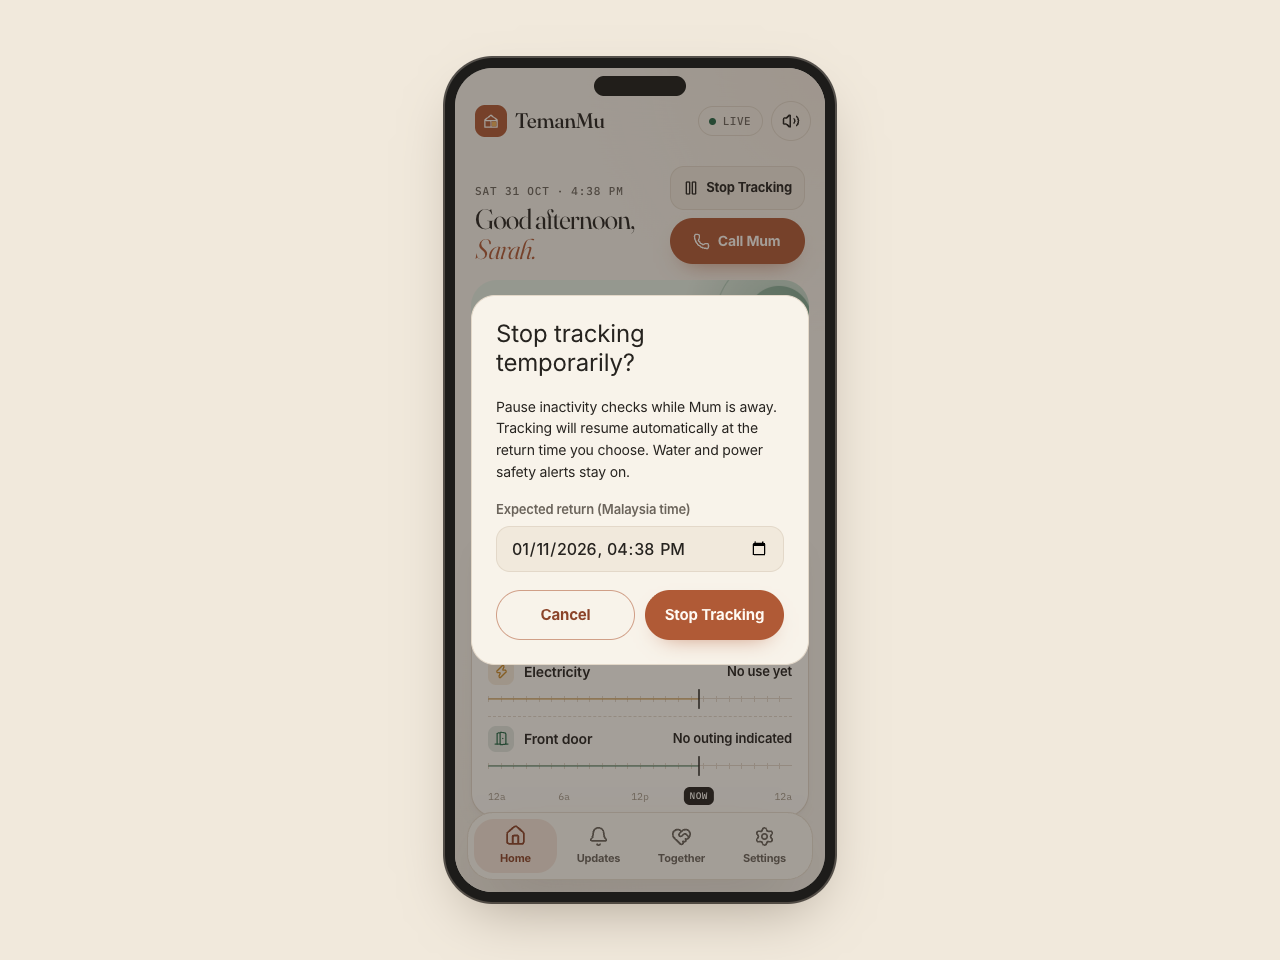 TemanMu
LIVE
SAT 31 OCT · 4:38 PM
Good afternoon,
Sarah.
Stop Tracking
Call Mum
Stop tracking
temporarily?
Pause inactivity checks while Mum is away.
Tracking will resume automatically at the
return time you choose. Water and power
safety alerts stay on.
Expected return (Malaysia time)
01/11/2026, 04:38 PM
Cancel
Stop Tracking
Electricity
No use yet
Front door
No outing indicated
12a 6a 12p NOW 12a
Home Updates Together Settings